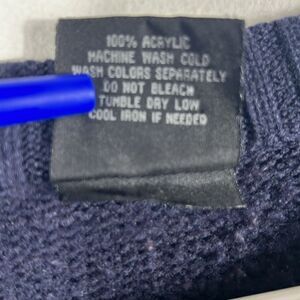 100% ACRYLIC
MACHINE WASH COLD
WASH COLORS SEPARATELY
DO NOT BLEACH
TUMBLE DRY LOW
COOL IRON IF NEEDED